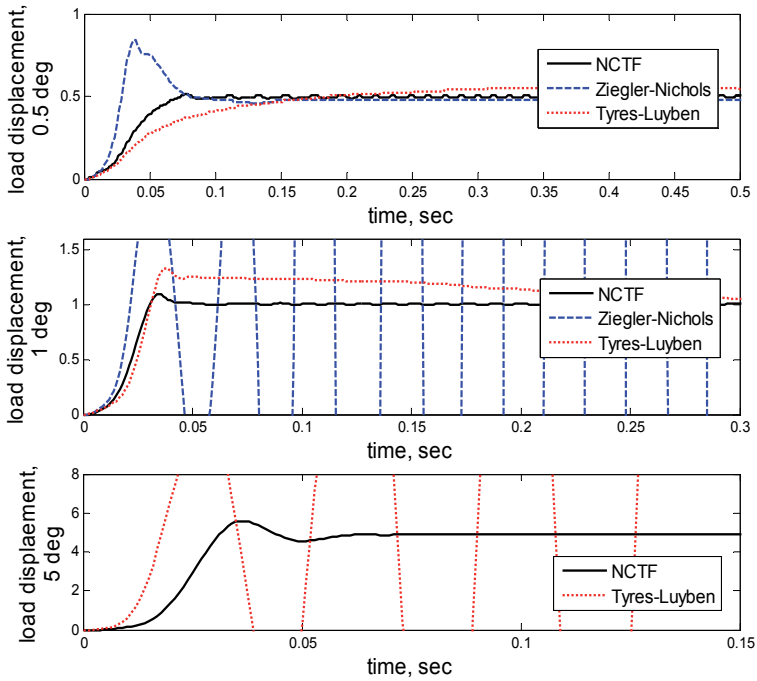 load displacement,
0.5 deg
1
0.5
0
NCTF
Ziegler-Nichols
Tyres-Luyben
0 0.05 0.1 0.15 0.2 0.25 0.3 0.35 0.4 0.45 0.5
time, sec
load displacement,
1 deg
1.5
1
0.5
0
NCTF
Ziegler-Nichols
Tyres-Luyben
0 0.05 0.1 0.15 0.2 0.25 0.3
time, sec
load displaement,
5 deg
8
6
4
2
0
NCTF
Tyres-Luyben
0 0.05 0.1 0.15
time, sec